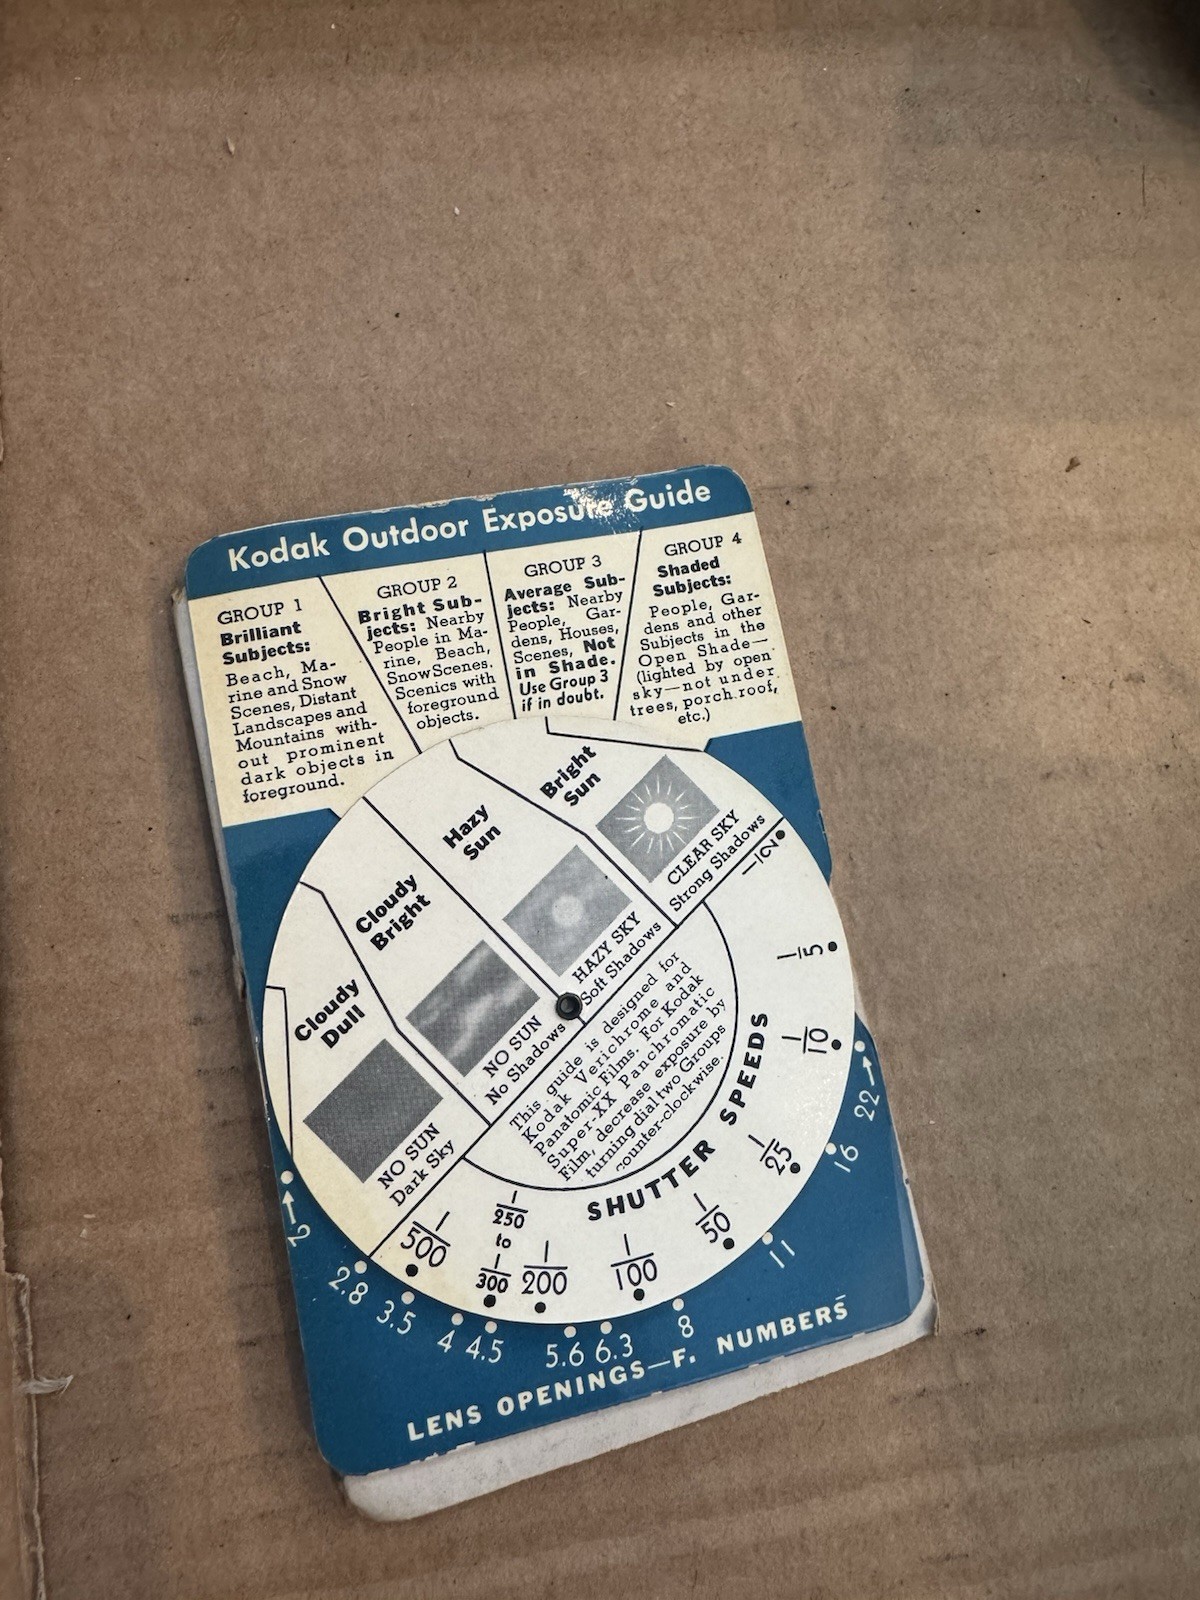 Kodak Outdoor Exposure Guide
GROUP 1
Brilliant
Subjects:
Beach, Ma-
rine and Snow
Scenes, Distant
Landscapes and
Mountains with-
out prominent
dark objects in
foreground.
GROUP 2
Bright Sub-
jects: Nearby
People in Ma-
rine, Beach,
Snow Scenes.
Scenics with
foreground
objects.
GROUP 3
Average Sub-
jects: Nearby
People, Gar-
dens, Houses,
Scenes, Not
in Shade.
Use Group 3
if in doubt.
GROUP 4
Shaded
Subjects:
People, Gar-
dens and other
Subjects in the
Open Shade—
(lighted by open
sky—not under
trees, porch roof,
etc.)
Cloudy
Dull
NO SUN
Dark Sky
Cloudy
Bright
NO SUN
No Shadows
Hazy
Sun
HAZY SKY
Soft Shadows
Bright
Sun
CLEAR SKY
Strong Shadows
This guide is designed for
Kodak Verichrome and
Panatomic Films. For Kodak
Super-XX Panchromatic
Film, decrease exposure by
turning dial two Groups
counter-clockwise.
SHUTTER SPEEDS
1/500
1/250
to
1/300
1/200
1/100
1/50
1/25
1/10
1/5
1/2
2
2.8
3.5
4
4.5
5.6
6.3
8
11
16
22
LENS OPENINGS—F. NUMBERS